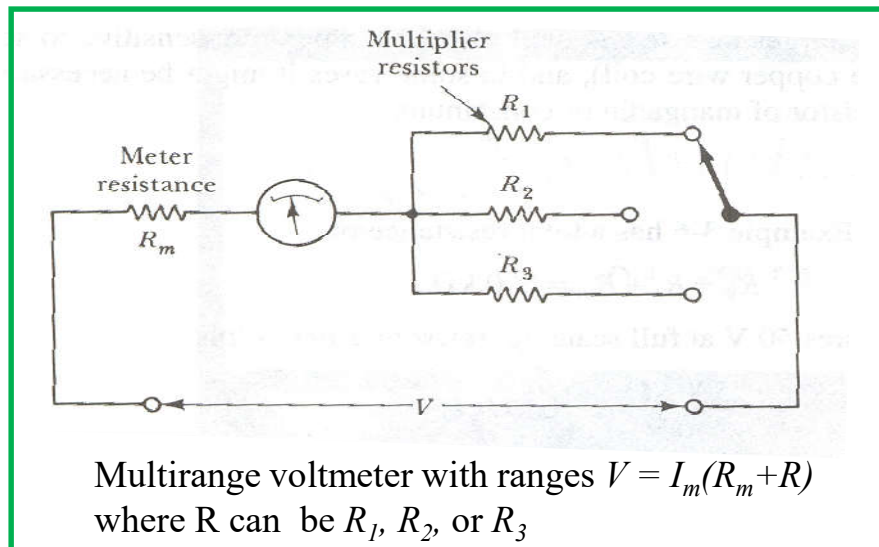 Multiplier
resistors
R1
Meter
resistance
Rm
R2
R3
V
Multirange voltmeter with ranges V = Im(Rm+R)
where R can be R1, R2, or R3